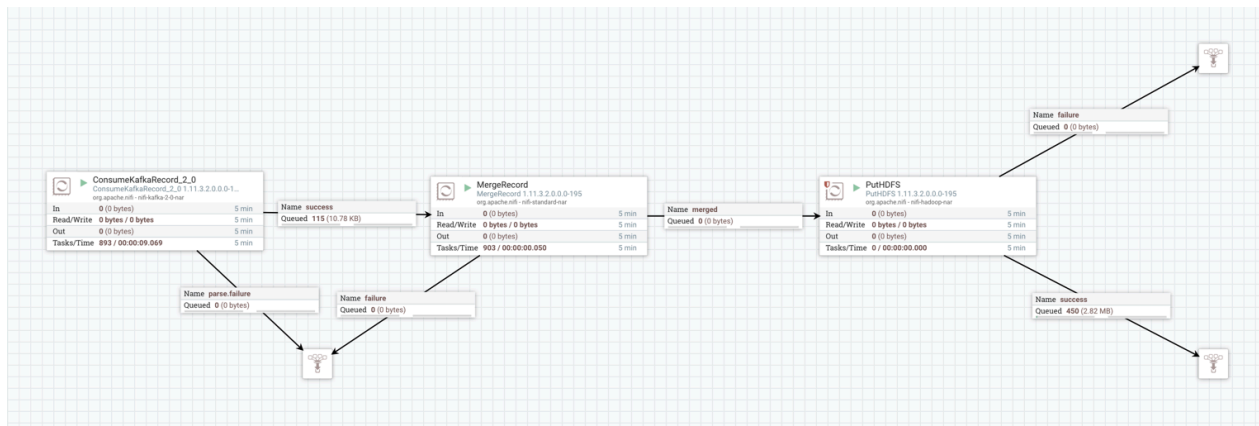 Name failure
Queued 0 (0 bytes)
ConsumeKafkaRecord_2_0
ConsumeKafkaRecord_2_0 1.11.3.2.0.0.0-1...
org.apache.nifi - nifi-kafka-2-0-nar
In 0 (0 bytes) 5 min
Read/Write 0 bytes / 0 bytes 5 min
Out 0 (0 bytes) 5 min
Tasks/Time 893 / 00:00:09.069 5 min
Name success
Queued 115 (10.78 KB)
MergeRecord
MergeRecord 1.11.3.2.0.0.0-195
org.apache.nifi - nifi-standard-nar
In 0 (0 bytes) 5 min
Read/Write 0 bytes / 0 bytes 5 min
Out 0 (0 bytes) 5 min
Tasks/Time 903 / 00:00:00.050 5 min
Name merged
Queued 0 (0 bytes)
PutHDFS
PutHDFS 1.11.3.2.0.0.0-195
org.apache.nifi - nifi-hadoop-nar
In 0 (0 bytes) 5 min
Read/Write 0 bytes / 0 bytes 5 min
Out 0 (0 bytes) 5 min
Tasks/Time 0 / 00:00:00.000 5 min
Name parse.failure
Queued 0 (0 bytes)
Name failure
Queued 0 (0 bytes)
Name success
Queued 450 (2.82 MB)